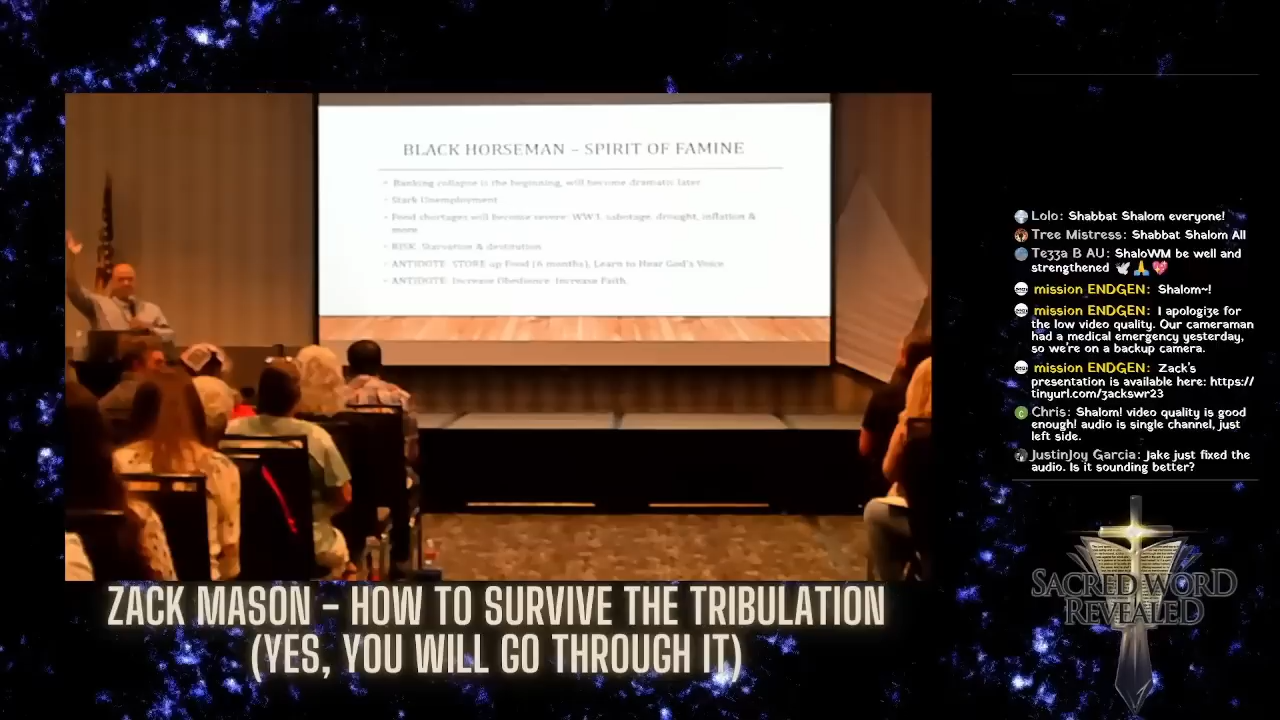 BLACK HORSEMAN – SPIRIT OF FAMINE
Banking collapse is the beginning, will become dramatic later
Stark Unemployment
Food shortages will become severe: WW3, sabotage, drought, inflation &
more
RISK: Starvation & destitution
ANTIDOTE: STORE up Food (6 months), Learn to Hear God's Voice
ANTIDOTE: Increase Obedience: Increase Faith.
Lolo: Shabbat Shalom everyone!
Tree Mistress: Shabbat Shalom All
Te33a B AU: ShaloWM be well and
strengthened 🕊️🙏💖
mission ENDGEN: Shalom~!
mission ENDGEN: I apologize for
the low video quality. Our cameraman
had a medical emergency yesterday,
so we're on a backup camera.
mission ENDGEN: Zack's
presentation is available here: https://
tinyurl.com/zackswr23
Chris: Shalom! video quality is good
enough! audio is single channel, just
left side.
JustinJoy Garcia: Jake just fixed the
audio. Is it sounding better?
SACRED WORD
REVEALED
ZACK MASON – HOW TO SURVIVE THE TRIBULATION
(YES, YOU WILL GO THROUGH IT)